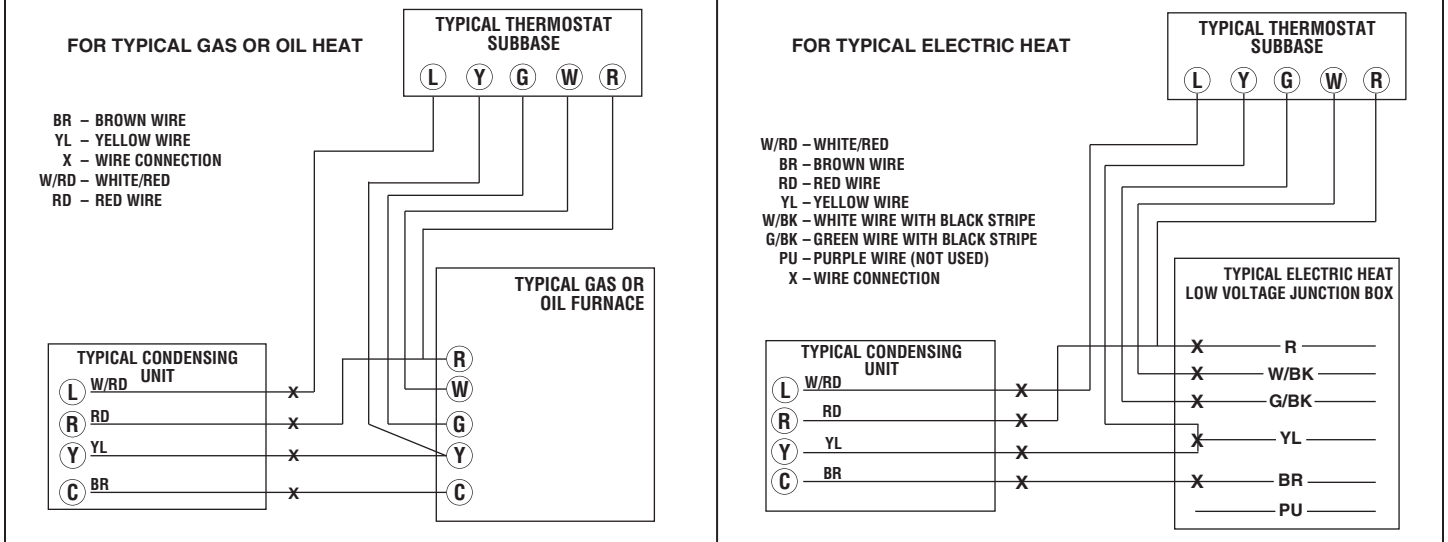 FOR TYPICAL GAS OR OIL HEAT
TYPICAL THERMOSTAT
SUBBASE
L Y G W R
BR – BROWN WIRE
YL – YELLOW WIRE
X – WIRE CONNECTION
W/RD – WHITE/RED
RD – RED WIRE
TYPICAL GAS OR
OIL FURNACE
R
W
G
Y
C
TYPICAL CONDENSING
UNIT
L W/RD X
R RD X
Y YL X
C BR X
FOR TYPICAL ELECTRIC HEAT
TYPICAL THERMOSTAT
SUBBASE
L Y G W R
W/RD – WHITE/RED
BR – BROWN WIRE
RD – RED WIRE
YL – YELLOW WIRE
W/BK – WHITE WIRE WITH BLACK STRIPE
G/BK – GREEN WIRE WITH BLACK STRIPE
PU – PURPLE WIRE (NOT USED)
X – WIRE CONNECTION
TYPICAL ELECTRIC HEAT
LOW VOLTAGE JUNCTION BOX
X R
X W/BK
X G/BK
X YL
X BR
PU
TYPICAL CONDENSING
UNIT
L W/RD X
R RD X
Y YL X
C BR X